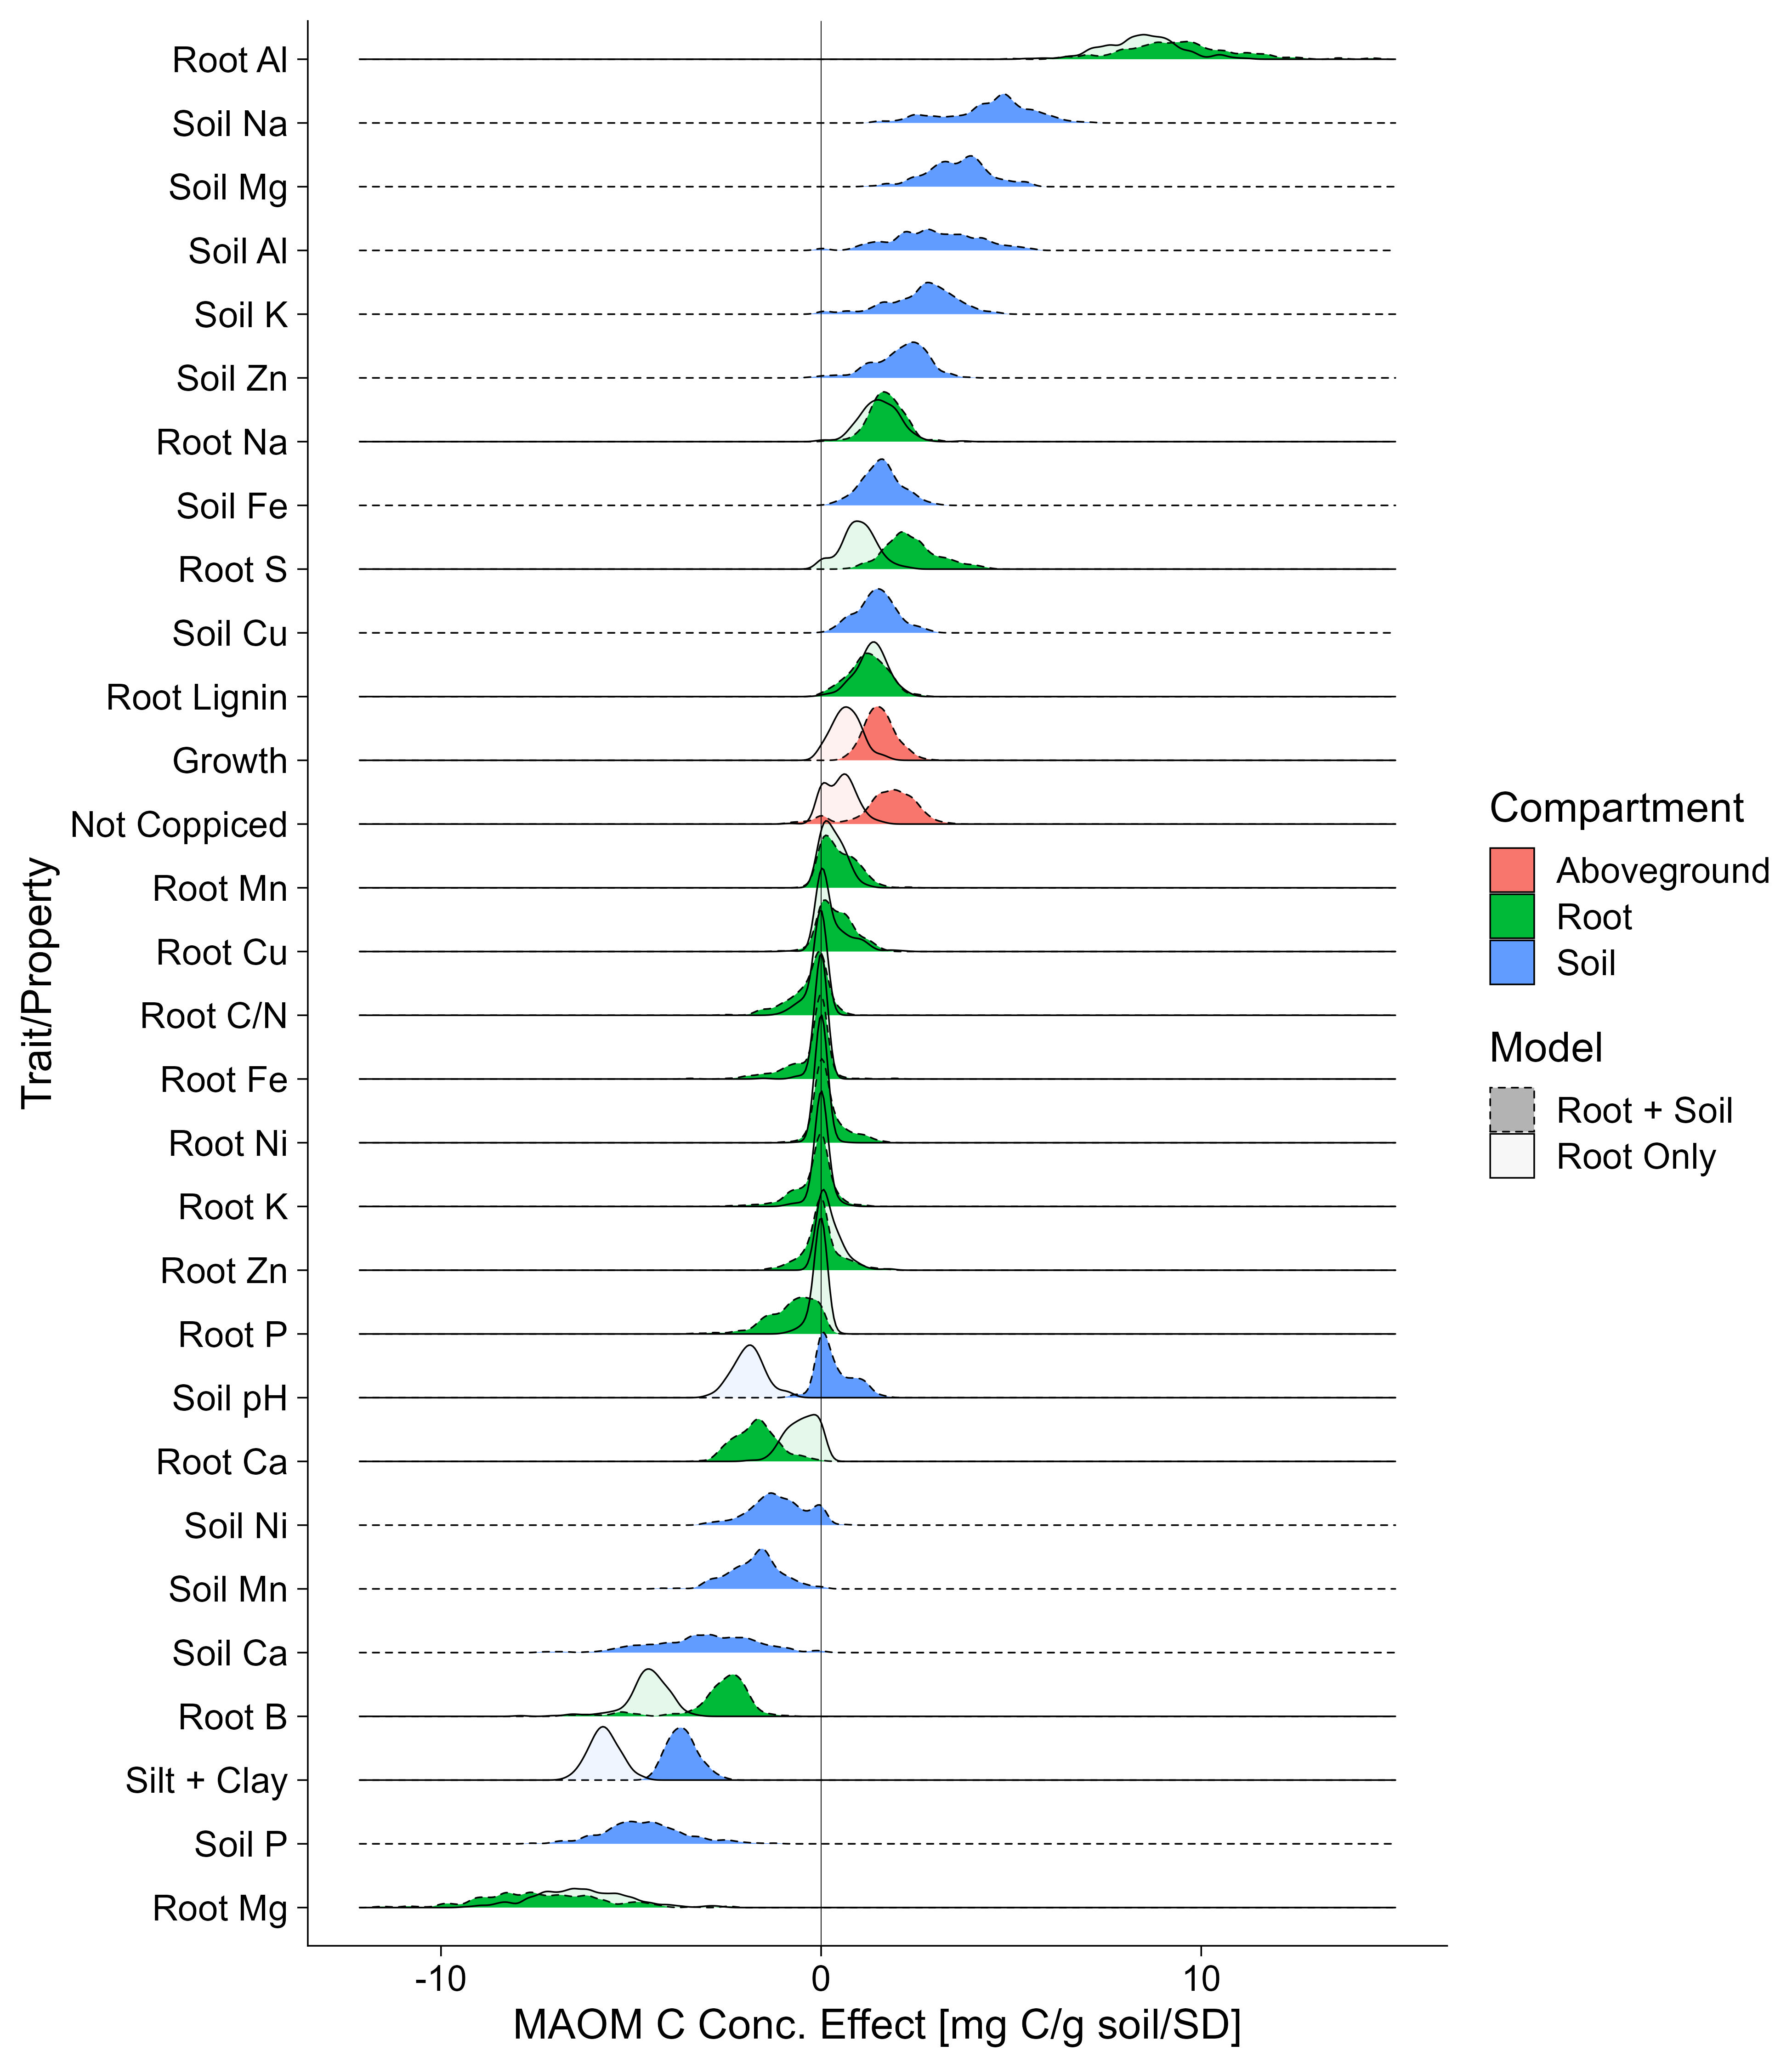 Root Al
Soil Na
Soil Mg
Soil Al
Soil K
Soil Zn
Root Na
Soil Fe
Root S
Soil Cu
Root Lignin
Growth
Not Coppiced
Root Mn
Root Cu
Root C/N
Root Fe
Root Ni
Root K
Root Zn
Root P
Soil pH
Root Ca
Soil Ni
Soil Mn
Soil Ca
Root B
Silt + Clay
Soil P
Root Mg
Trait/Property
-10 0 10
MAOM C Conc. Effect [mg C/g soil/SD]
Compartment
Aboveground
Root
Soil
Model
Root + Soil
Root Only